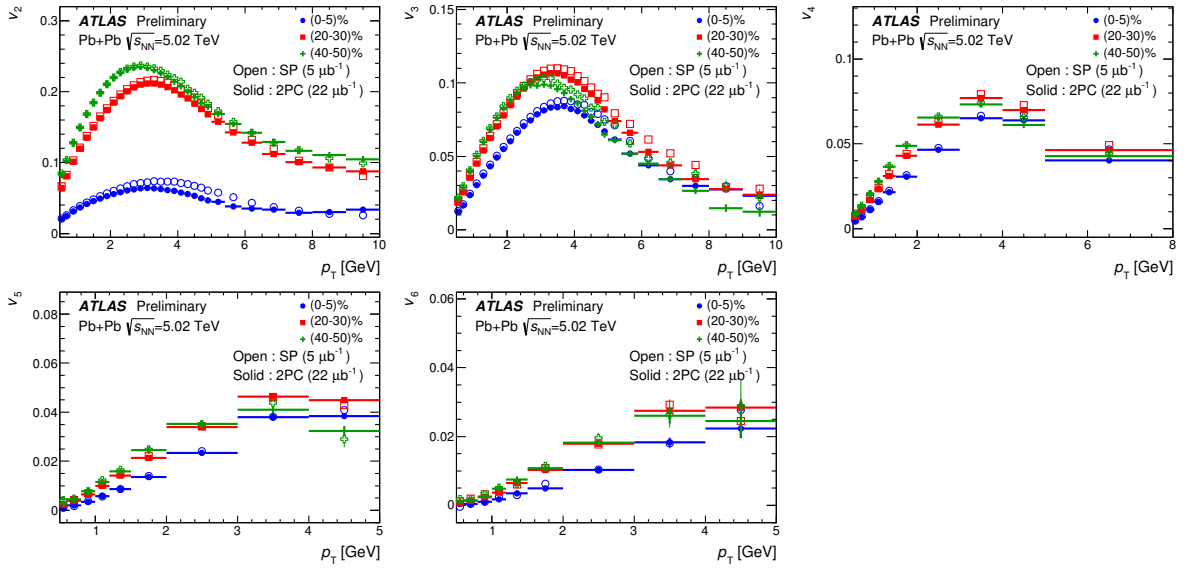 v2
ATLAS Preliminary
Pb+Pb √sNN=5.02 TeV
(0-5)%
(20-30)%
(40-50)%
Open : SP (5 μb-1)
Solid : 2PC (22 μb-1)
0.3
0.2
0.1
0
2 4 6 8 10
pT [GeV]
v3
ATLAS Preliminary
Pb+Pb √sNN=5.02 TeV
(0-5)%
(20-30)%
(40-50)%
Open : SP (5 μb-1)
Solid : 2PC (22 μb-1)
0.15
0.1
0.05
0
2 4 6 8 10
pT [GeV]
v4
ATLAS Preliminary
Pb+Pb √sNN=5.02 TeV
(0-5)%
(20-30)%
(40-50)%
Open : SP (5 μb-1)
Solid : 2PC (22 μb-1)
0.1
0.05
0
2 4 6 8
pT [GeV]
v5
ATLAS Preliminary
Pb+Pb √sNN=5.02 TeV
(0-5)%
(20-30)%
(40-50)%
Open : SP (5 μb-1)
Solid : 2PC (22 μb-1)
0.08
0.06
0.04
0.02
0
1 2 3 4 5
pT [GeV]
v6
ATLAS Preliminary
Pb+Pb √sNN=5.02 TeV
(0-5)%
(20-30)%
(40-50)%
Open : SP (5 μb-1)
Solid : 2PC (22 μb-1)
0.06
0.04
0.02
0
1 2 3 4 5
pT [GeV]